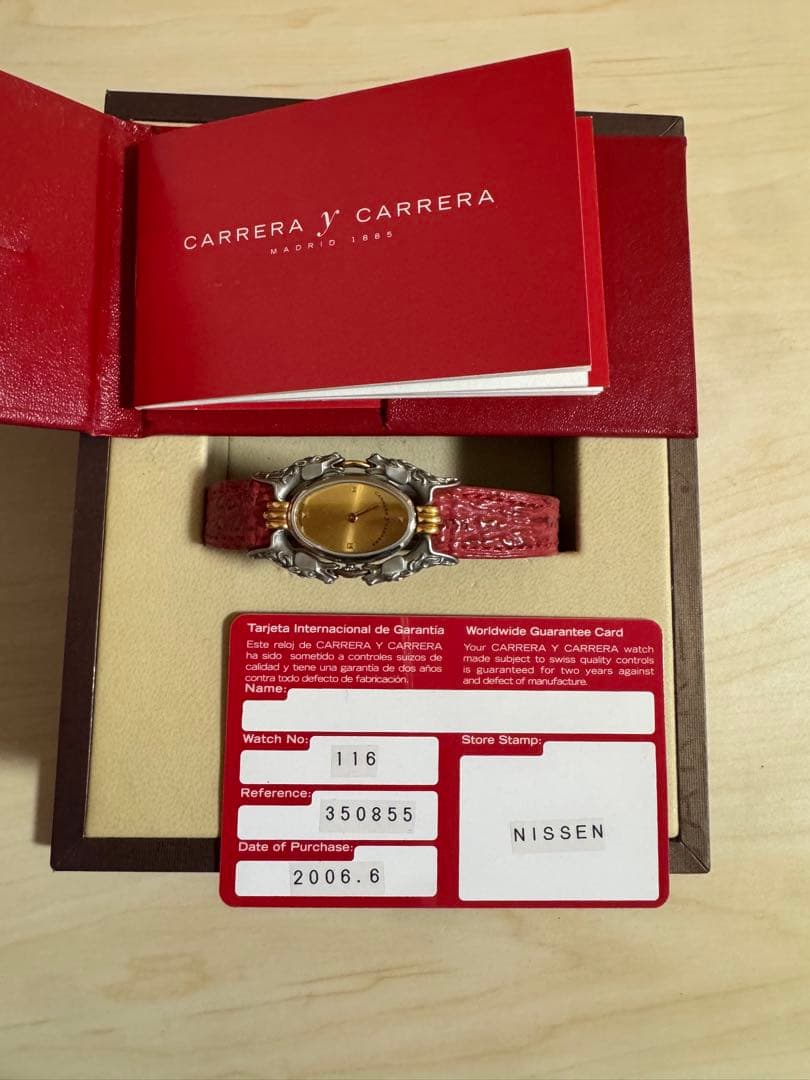 CARRERA y CARRERA
MADRID 1885
CARRERA y CARRERA
Tarjeta Internacional de Garantía
Este reloj de CARRERA Y CARRERA
ha sido sometido a controles suizos de
calidad y tiene una garantía de dos años
contra todo defecto de fabricación.
Worldwide Guarantee Card
Your CARRERA Y CARRERA watch
made subject to swiss quality controls
is guaranteed for two years against
and defect of manufacture.
Name:
Watch No:
116
Reference:
350855
Date of Purchase:
2006.6
Store Stamp:
NISSEN